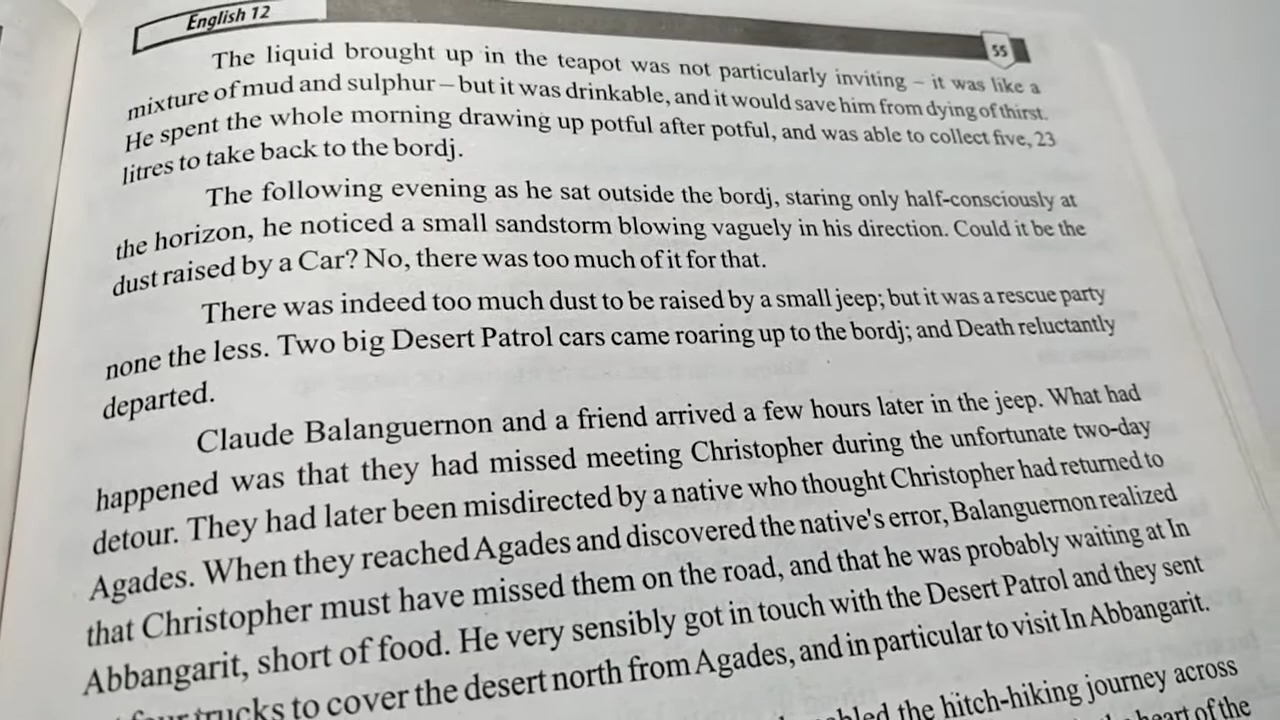 English 12
55
The liquid brought up in the teapot was not particularly inviting – it was like a
mixture of mud and sulphur – but it was drinkable, and it would save him from dying of thirst.
He spent the whole morning drawing up potful after potful, and was able to collect five, 23
litres to take back to the bordj.
The following evening as he sat outside the bordj, staring only half-consciously at
the horizon, he noticed a small sandstorm blowing vaguely in his direction. Could it be the
dust raised by a Car? No, there was too much of it for that.
There was indeed too much dust to be raised by a small jeep; but it was a rescue party
none the less. Two big Desert Patrol cars came roaring up to the bordj; and Death reluctantly
departed.
Claude Balanguernon and a friend arrived a few hours later in the jeep. What had
happened was that they had missed meeting Christopher during the unfortunate two-day
detour. They had later been misdirected by a native who thought Christopher had returned to
Agades. When they reached Agades and discovered the native's error, Balanguernon realized
that Christopher must have missed them on the road, and that he was probably waiting at In
Abbangarit, short of food. He very sensibly got in touch with the Desert Patrol and they sent
four trucks to cover the desert north from Agades, and in particular to visit In Abbangarit.
the hitch-hiking journey across
heart of the